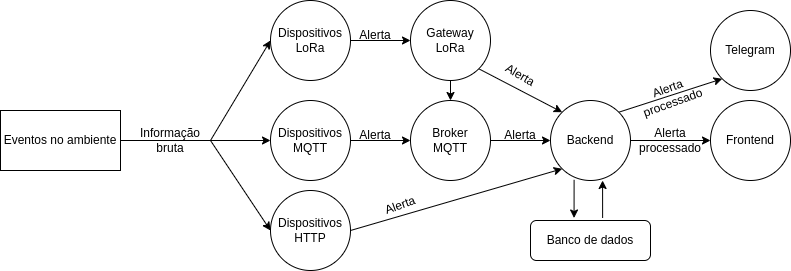 Eventos no ambiente
Informação
bruta
Dispositivos
LoRa
Alerta
Gateway
LoRa
Alerta
Dispositivos
MQTT
Alerta
Broker
MQTT
Alerta
Dispositivos
HTTP
Alerta
Backend
Banco de dados
Alerta
processado
Telegram
Alerta
processado
Frontend